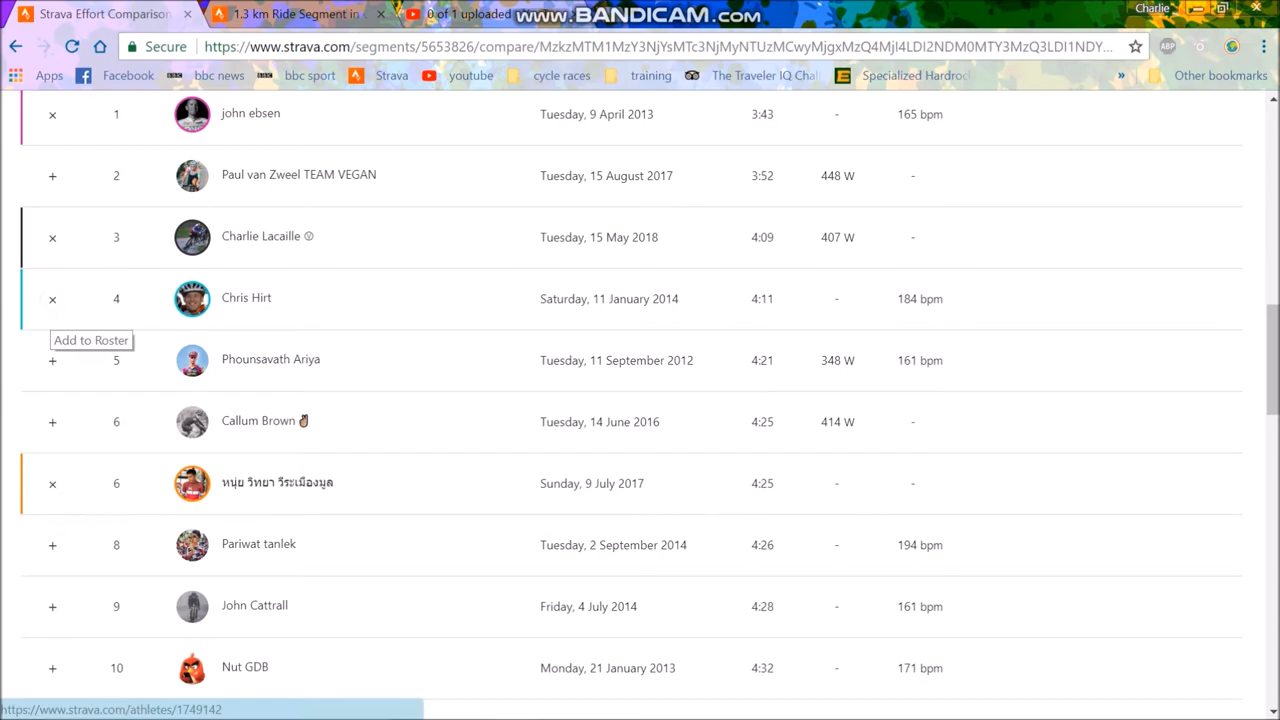 Strava Effort Comparison
1.3 km Ride Segment in
0 of 1 uploaded
www.BANDICAM.com
Charlie
Secure
https://www.strava.com/segments/5653826/compare/MzkzMTM1MzY3NjYsMTc3NjMyNTUzMCwyMjgxMzQ4MjI4LDI2NDM0MTY3MzQ3LDI1NDY...
ABP
Apps
Facebook
bbc news
bbc sport
Strava
youtube
cycle races
training
The Traveler IQ Chal
Specialized Hardroc
»
Other bookmarks
× 1 john ebsen Tuesday, 9 April 2013 3:43 - 165 bpm
+ 2 Paul van Zweel TEAM VEGAN Tuesday, 15 August 2017 3:52 448 W -
× 3 Charlie Lacaille Ⓥ Tuesday, 15 May 2018 4:09 407 W -
× 4 Chris Hirt Saturday, 11 January 2014 4:11 - 184 bpm
Add to Roster
+ 5 Phounsavath Ariya Tuesday, 11 September 2012 4:21 348 W 161 bpm
+ 6 Callum Brown ✌🏽 Tuesday, 14 June 2016 4:25 414 W -
× 6 หนุ่ย วิทยา วีระเมืองมูล Sunday, 9 July 2017 4:25 - -
+ 8 Pariwat tanlek Tuesday, 2 September 2014 4:26 - 194 bpm
+ 9 John Cattrall Friday, 4 July 2014 4:28 - 161 bpm
+ 10 Nut GDB Monday, 21 January 2013 4:32 - 171 bpm
https://www.strava.com/athletes/1749142